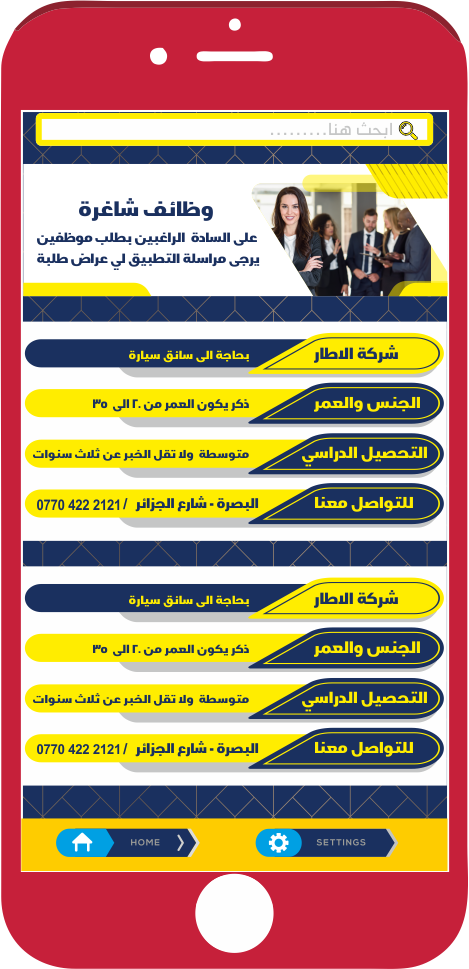 ابحث هنا.........
وظائف شاغرة
على السادة الراغبين بطلب موظفين
يرجى مراسلة التطبيق لي عراض طلبة
شركة الاطار
بحاجة الى سائق سيارة
الجنس والعمر
ذكر يكون العمر من ٢٠ الى ٣٥
التحصيل الدراسي
متوسطة ولا تقل الخبر عن ثلاث سنوات
للتواصل معنا
البصرة - شارع الجزائر / 0770 422 2121
شركة الاطار
بحاجة الى سائق سيارة
الجنس والعمر
ذكر يكون العمر من ٢٠ الى ٣٥
التحصيل الدراسي
متوسطة ولا تقل الخبر عن ثلاث سنوات
للتواصل معنا
البصرة - شارع الجزائر / 0770 422 2121
HOME
SETTINGS